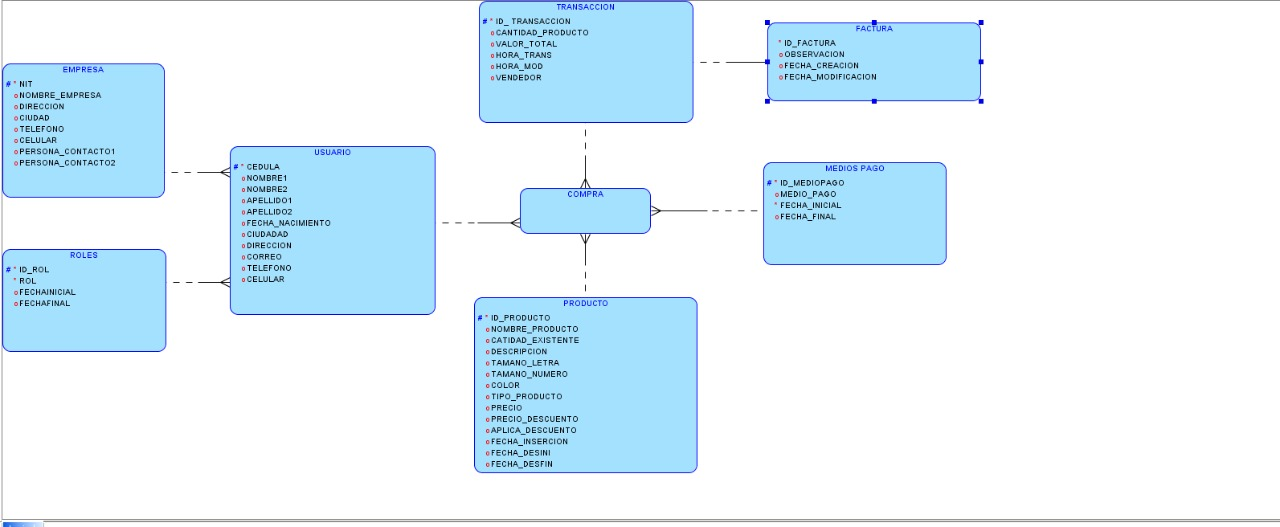 TRANSACCION
# * ID_ TRANSACCION
o CANTIDAD_PRODUCTO
o VALOR_TOTAL
o HORA_TRANS
o HORA_MOD
o VENDEDOR
FACTURA
* ID_FACTURA
o OBSERVACION
o FECHA_CREACION
o FECHA_MODIFICACION
EMPRESA
# * NIT
o NOMBRE_EMPRESA
o DIRECCION
o CIUDAD
o TELEFONO
o CELULAR
o PERSONA_CONTACTO1
o PERSONA_CONTACTO2
USUARIO
# * CEDULA
o NOMBRE1
o NOMBRE2
o APELLIDO1
o APELLIDO2
o FECHA_NACIMIENTO
o CIUDADAD
o DIRECCION
o CORREO
o TELEFONO
o CELULAR
COMPRA
MEDIOS PAGO
# * ID_MEDIOPAGO
o MEDIO_PAGO
* FECHA_INICIAL
o FECHA_FINAL
ROLES
# * ID_ROL
* ROL
o FECHAINICIAL
o FECHAFINAL
PRODUCTO
# * ID_PRODUCTO
o NOMBRE_PRODUCTO
o CATIDAD_EXISTENTE
o DESCRIPCION
o TAMANO_LETRA
o TAMANO_NUMERO
o COLOR
o TIPO_PRODUCTO
o PRECIO
o PRECIO_DESCUENTO
o APLICA_DESCUENTO
o FECHA_INSERCION
o FECHA_DESINI
o FECHA_DESFIN